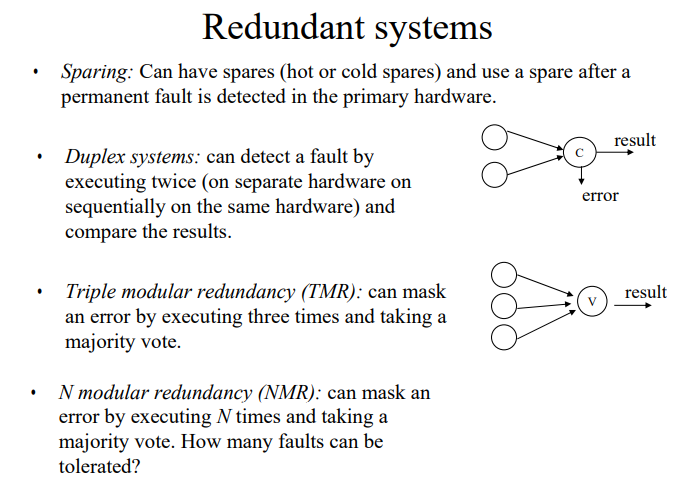 Redundant systems
• Sparing: Can have spares (hot or cold spares) and use a spare after a
permanent fault is detected in the primary hardware.
• Duplex systems: can detect a fault by
executing twice (on separate hardware on
sequentially on the same hardware) and
compare the results.
C
result
error
• Triple modular redundancy (TMR): can mask
an error by executing three times and taking a
majority vote.
V
result
• N modular redundancy (NMR): can mask an
error by executing N times and taking a
majority vote. How many faults can be
tolerated?